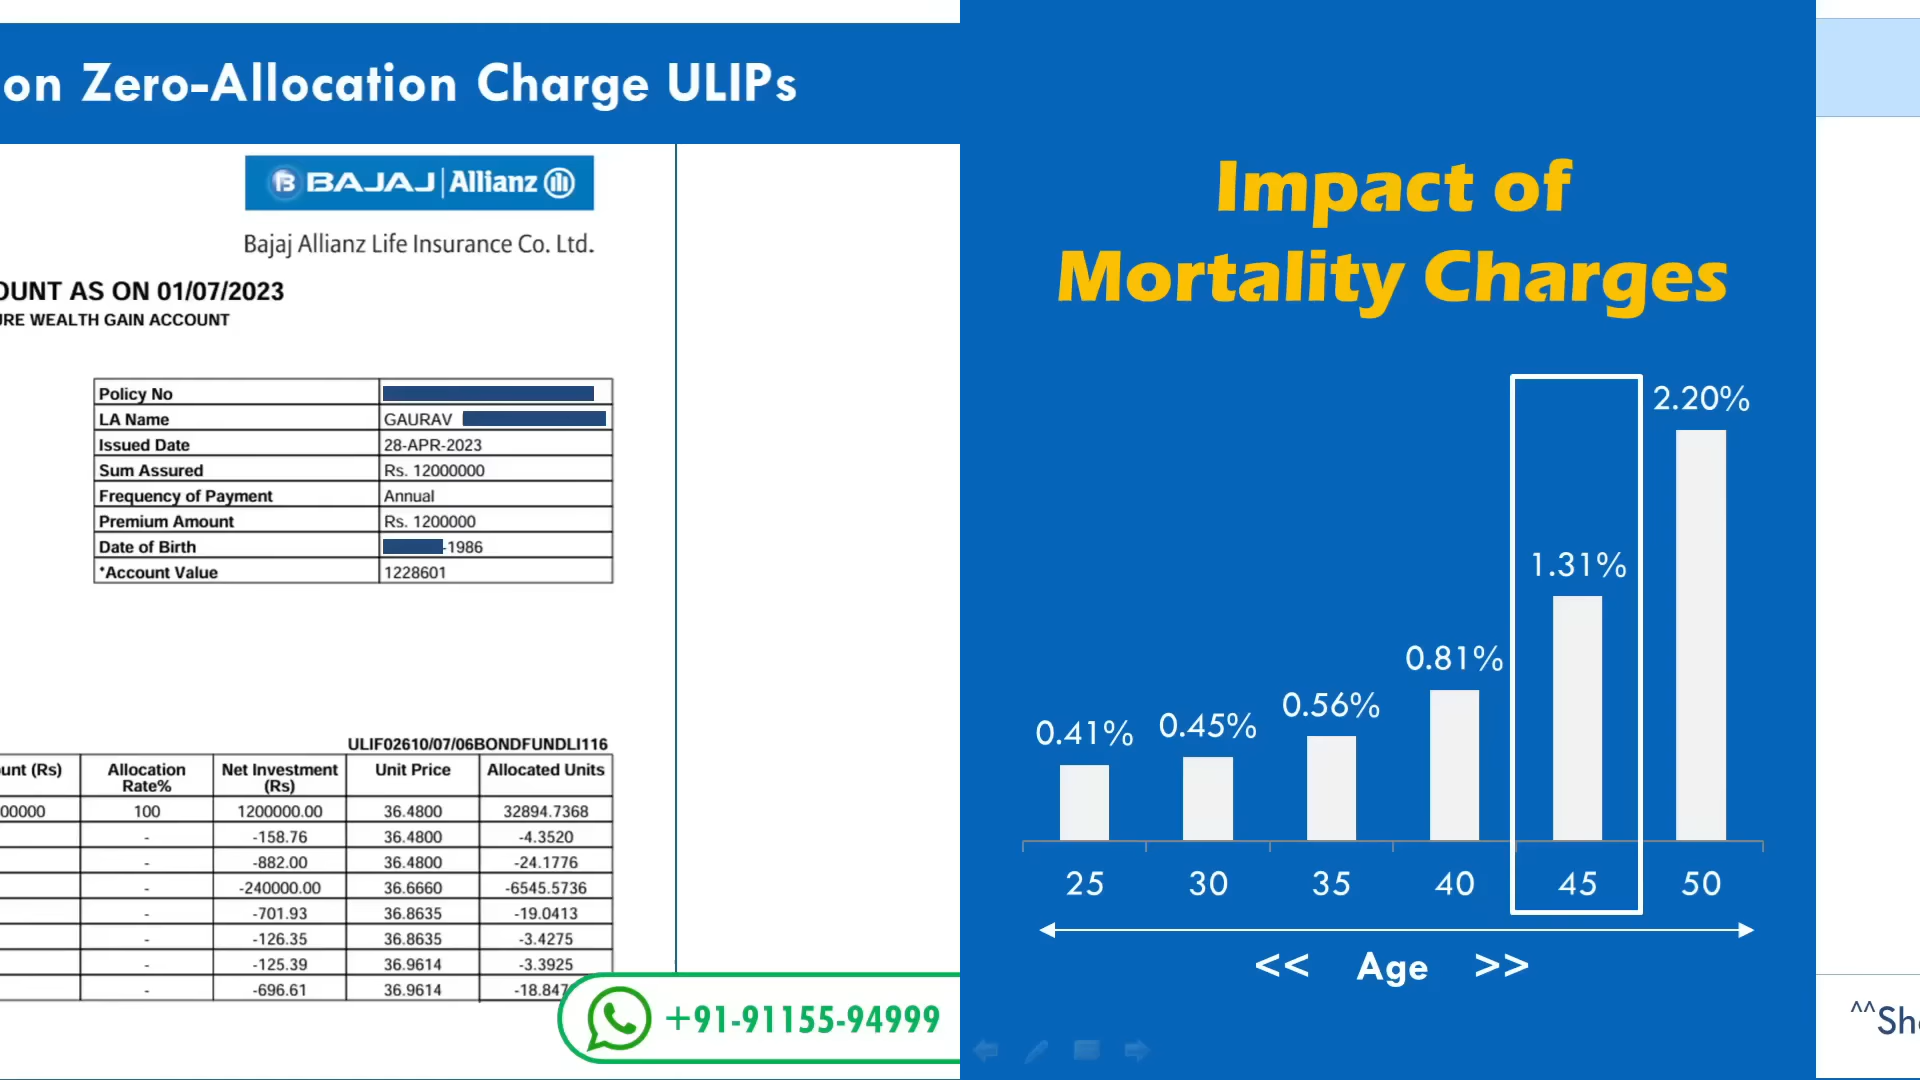 on Zero-Allocation Charge ULIPs
BAJAJ Allianz
Bajaj Allianz Life Insurance Co. Ltd.
OUNT AS ON 01/07/2023
URE WEALTH GAIN ACCOUNT
Policy No
LA Name GAURAV
Issued Date 28-APR-2023
Sum Assured Rs. 12000000
Frequency of Payment Annual
Premium Amount Rs. 1200000
Date of Birth -1986
*Account Value 1228601
ULIF02610/07/06BONDFUNDLI116
unt (Rs) Allocation Rate% Net Investment (Rs) Unit Price Allocated Units
00000 100 1200000.00 36.4800 32894.7368
- -158.76 36.4800 -4.3520
- -882.00 36.4800 -24.1776
- -240000.00 36.6660 -6545.5736
- -701.93 36.8635 -19.0413
- -126.35 36.8635 -3.4275
- -125.39 36.9614 -3.3925
- -696.61 36.9614 -18.847
+91-91155-94999
Impact of
Mortality Charges
0.41% 0.45% 0.56% 0.81% 1.31% 2.20%
25 30 35 40 45 50
<< Age >>
^^Sh